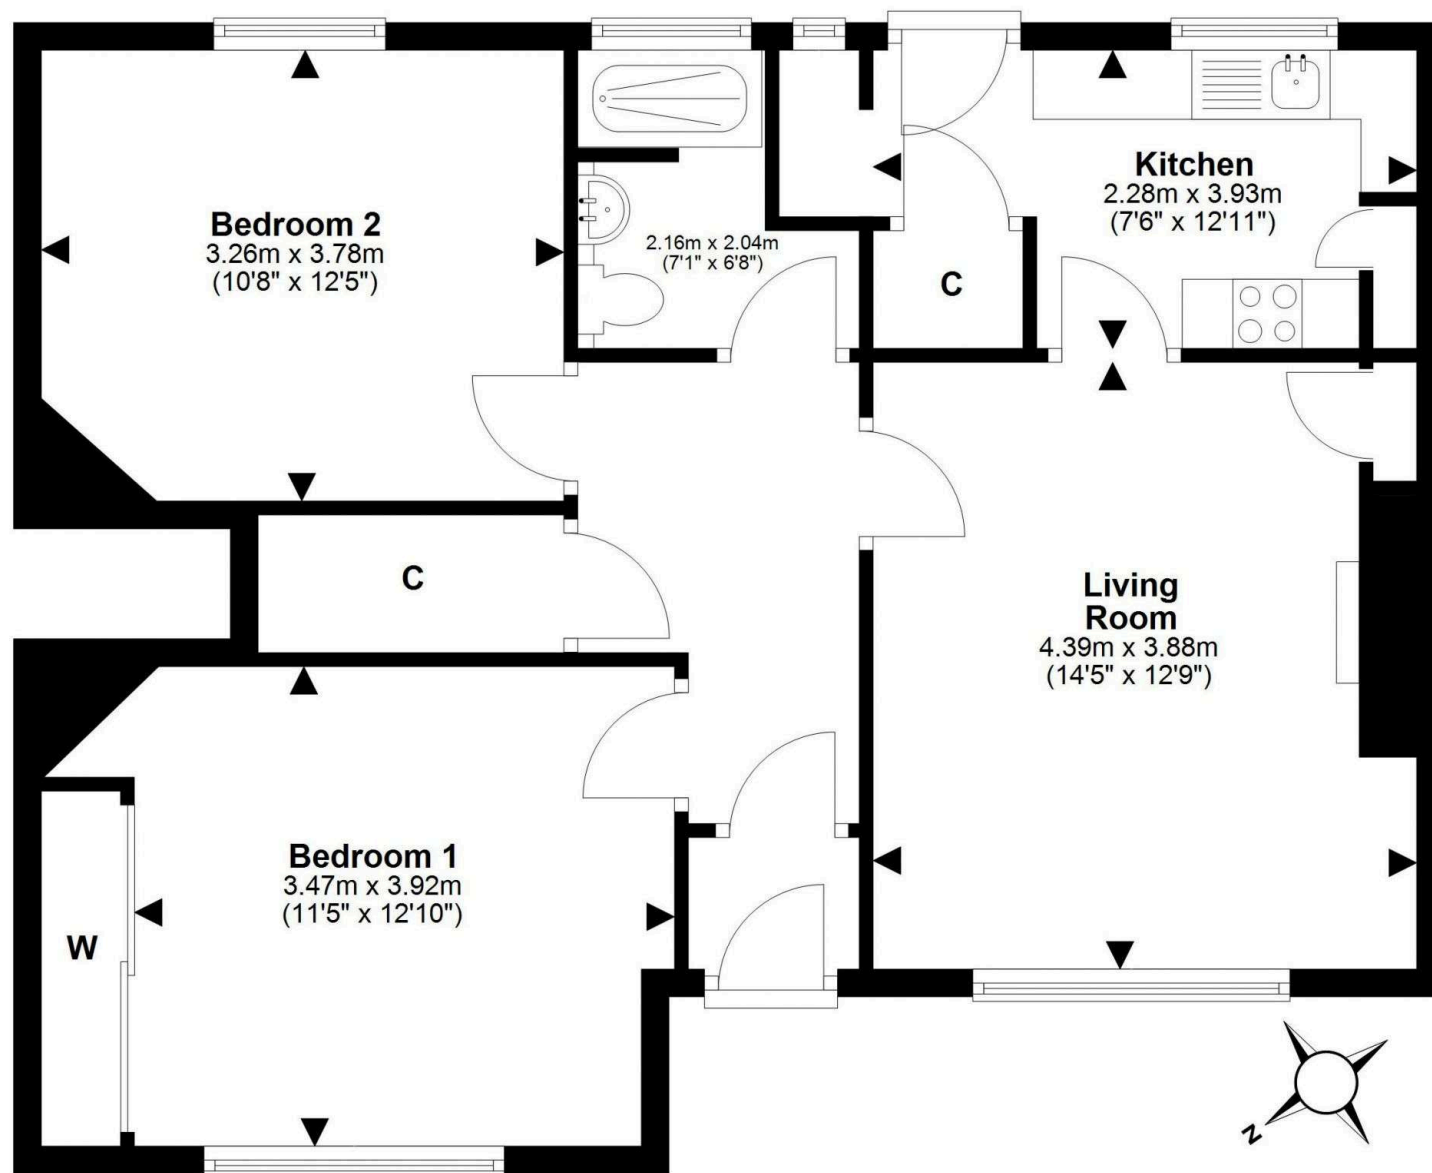 Bedroom 2
3.26m x 3.78m
(10'8" x 12'5")
2.16m x 2.04m
(7'1" x 6'8")
Kitchen
2.28m x 3.93m
(7'6" x 12'11")
C
C
Living
Room
4.39m x 3.88m
(14'5" x 12'9")
Bedroom 1
3.47m x 3.92m
(11'5" x 12'10")
W
N